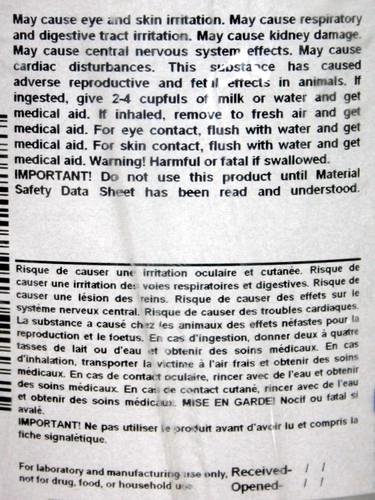 May cause eye and skin irritation. May cause respiratory
and digestive tract irritation. May cause kidney damage.
May cause central nervous system effects. May cause
cardiac disturbances. This substance has caused
adverse reproductive and fetal effects in animals. If
ingested, give 2-4 cupfuls of milk or water and get
medical aid. If inhaled, remove to fresh air and get
medical aid. For eye contact, flush with water and get
medical aid. For skin contact, flush with water and get
medical aid. Warning! Harmful or fatal if swallowed.
IMPORTANT! Do not use this product until Material
Safety Data Sheet has been read and understood.
Risque de causer une irritation oculaire et cutanée. Risque de
causer une irritation des voies respiratoires et digestives. Risque de
causer une lésion des reins. Risque de causer des effets sur le
système nerveux central. Risque de causer des troubles cardiaques.
La substance a causé chez les animaux des effets néfastes pour la
reproduction et le foetus. En cas d'ingestion, donner deux à quatre
tasses de lait ou d'eau et obtenir des soins médicaux. En cas
d'inhalation, transporter la victime à l'air frais et obtenir des soins
médicaux. En cas de contact oculaire, rincer avec de l'eau et obtenir
des soins médicaux. En cas de contact cutané, rincer avec de l'eau
et obtenir des soins médicaux. MISE EN GARDE! Nocif ou fatal si
avalé.
IMPORTANT! Ne pas utiliser le produit avant d'avoir lu et compris la
fiche signalétique.
For laboratory and manufacturing use only, Received- / /
not for drug, food, or household use Opened- / /